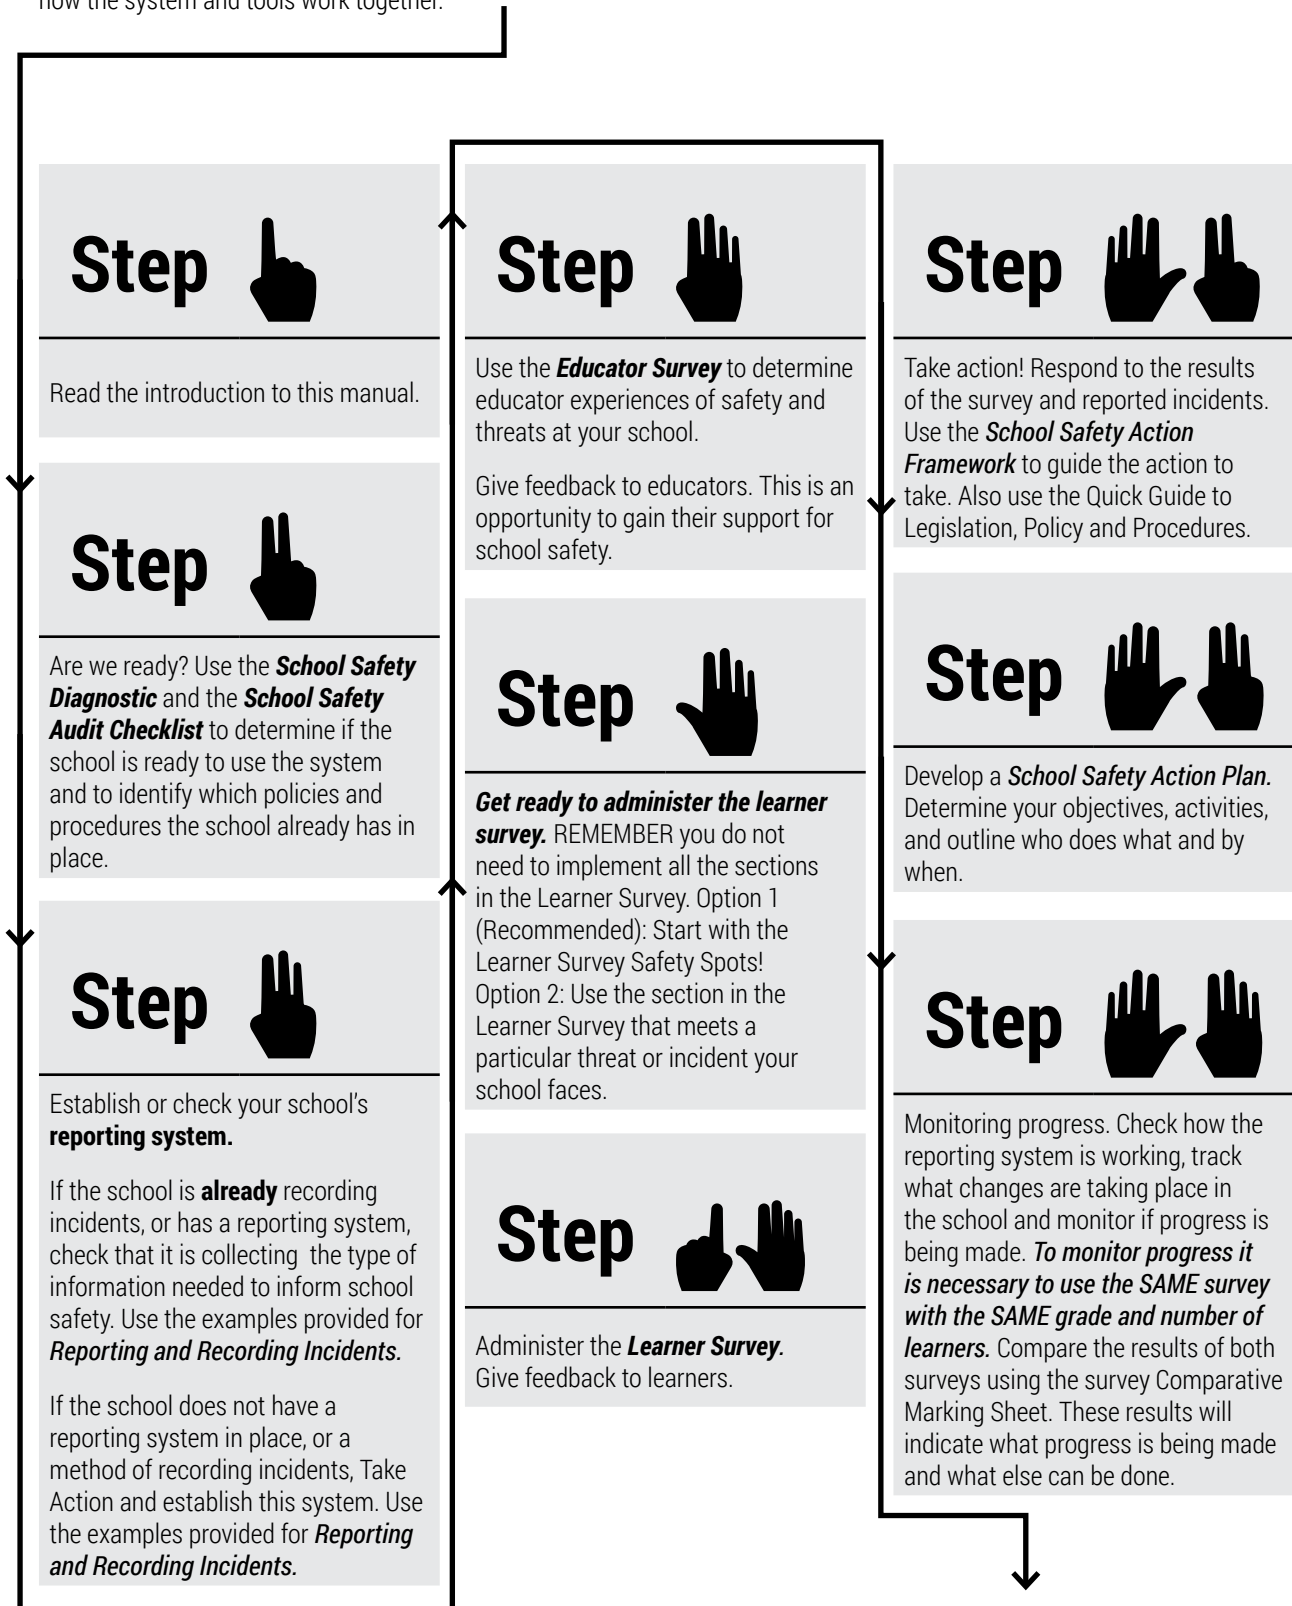 how the system and tools work together.
Step
Read the introduction to this manual.
Step
Are we ready? Use the School Safety
Diagnostic and the School Safety
Audit Checklist to determine if the
school is ready to use the system
and to identify which policies and
procedures the school already has in
place.
Step
Establish or check your school’s
reporting system.
If the school is already recording
incidents, or has a reporting system,
check that it is collecting the type of
information needed to inform school
safety. Use the examples provided for
Reporting and Recording Incidents.
If the school does not have a
reporting system in place, or a
method of recording incidents, Take
Action and establish this system. Use
the examples provided for Reporting
and Recording Incidents.
Step
Use the Educator Survey to determine
educator experiences of safety and
threats at your school.
Give feedback to educators. This is an
opportunity to gain their support for
school safety.
Step
Get ready to administer the learner
survey. REMEMBER you do not
need to implement all the sections
in the Learner Survey. Option 1
(Recommended): Start with the
Learner Survey Safety Spots!
Option 2: Use the section in the
Learner Survey that meets a
particular threat or incident your
school faces.
Step
Administer the Learner Survey.
Give feedback to learners.
Step
Take action! Respond to the results
of the survey and reported incidents.
Use the School Safety Action
Framework to guide the action to
take. Also use the Quick Guide to
Legislation, Policy and Procedures.
Step
Develop a School Safety Action Plan.
Determine your objectives, activities,
and outline who does what and by
when.
Step
Monitoring progress. Check how the
reporting system is working, track
what changes are taking place in
the school and monitor if progress is
being made. To monitor progress it
is necessary to use the SAME survey
with the SAME grade and number of
learners. Compare the results of both
surveys using the survey Comparative
Marking Sheet. These results will
indicate what progress is being made
and what else can be done.